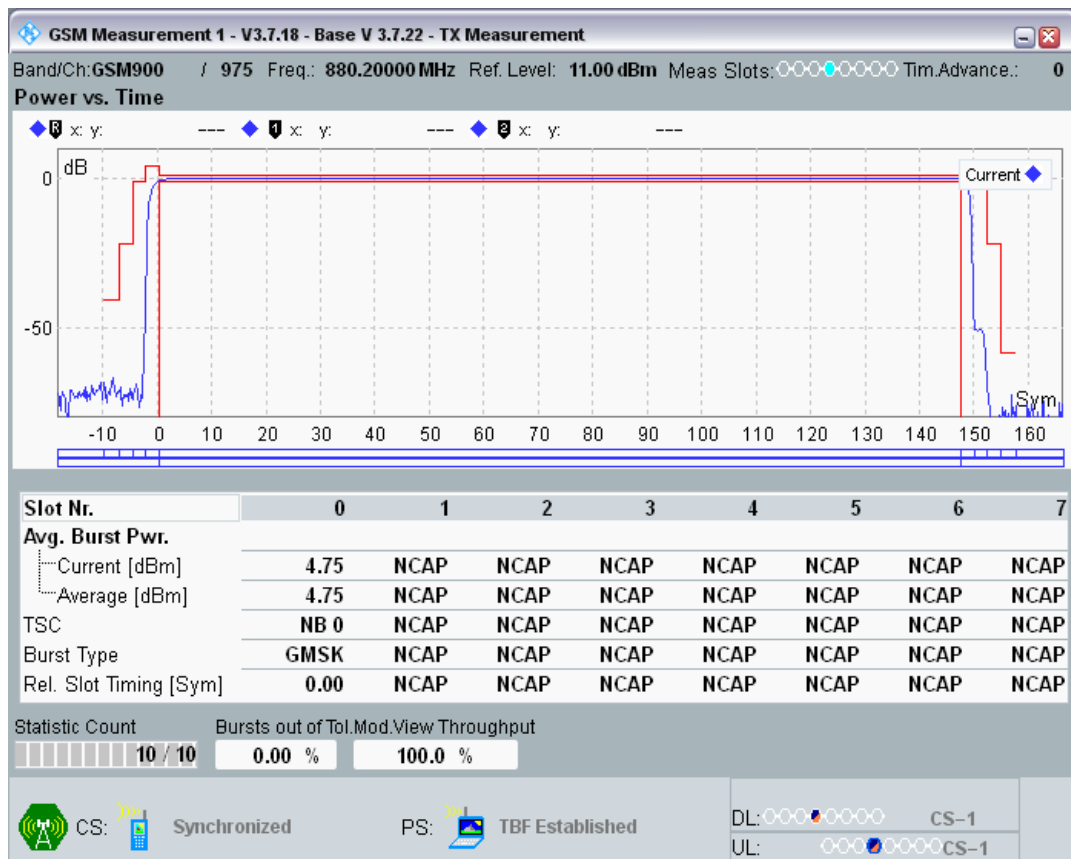 GSM Measurement 1 - V3.7.18 - Base V 3.7.22 - TX Measurement
Band/Ch:GSM900 / 975 Freq.: 880.20000 MHz Ref. Level: 11.00 dBm Meas Slots: Tim.Advance.: 0
Power vs. Time
R x: y: --- 1 x: y: --- 2 x: y: ---
dB
0
Current
-50
Sym
-10 0 10 20 30 40 50 60 70 80 90 100 110 120 130 140 150 160
Slot Nr. 0 1 2 3 4 5 6 7
Avg. Burst Pwr.
Current [dBm] 4.75 NCAP NCAP NCAP NCAP NCAP NCAP NCAP
Average [dBm] 4.75 NCAP NCAP NCAP NCAP NCAP NCAP NCAP
TSC NB 0 NCAP NCAP NCAP NCAP NCAP NCAP NCAP
Burst Type GMSK NCAP NCAP NCAP NCAP NCAP NCAP NCAP
Rel. Slot Timing [Sym] 0.00 NCAP NCAP NCAP NCAP NCAP NCAP NCAP
Statistic Count Bursts out of Tol. Mod.View Throughput
10 / 10 0.00 % 100.0 %
CS: Synchronized PS: TBF Established DL: CS-1
UL: CS-1